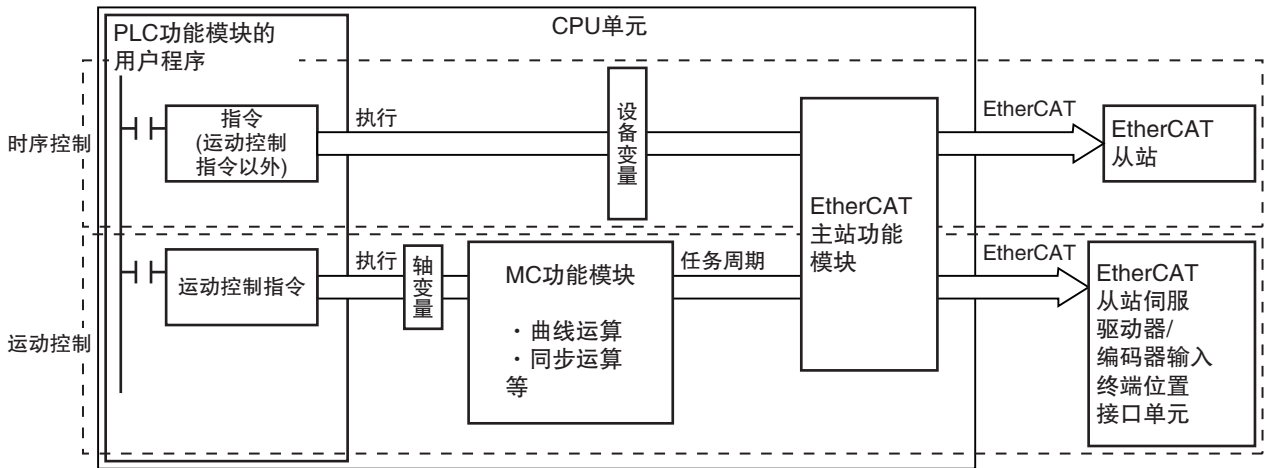 CPU单元
PLC功能模块的
用户程序
时序控制
指令
(运动控制
指令以外)
执行
设备变量
EtherCAT
主站功能
模块
EtherCAT
EtherCAT
从站
运动控制
运动控制指令
执行
轴变量
MC功能模块
・曲线运算
・同步运算
等
任务周期
EtherCAT
EtherCAT
从站伺服
驱动器/
编码器输入
终端位置
接口单元